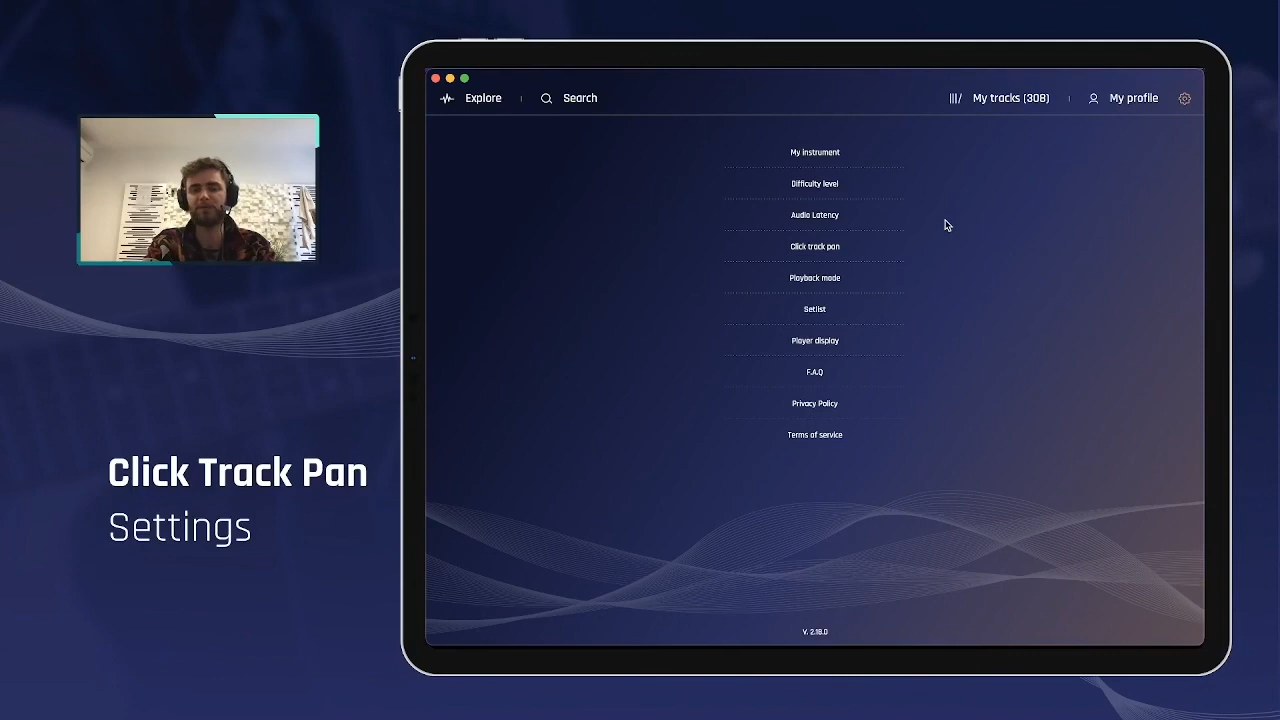 Explore
Search
My tracks (308)
My profile
My instrument
Difficulty level
Audio Latency
Click track pan
Playback mode
Setlist
Player display
F.A.Q
Privacy Policy
Terms of service
V. 2.18.0
Click Track Pan
Settings